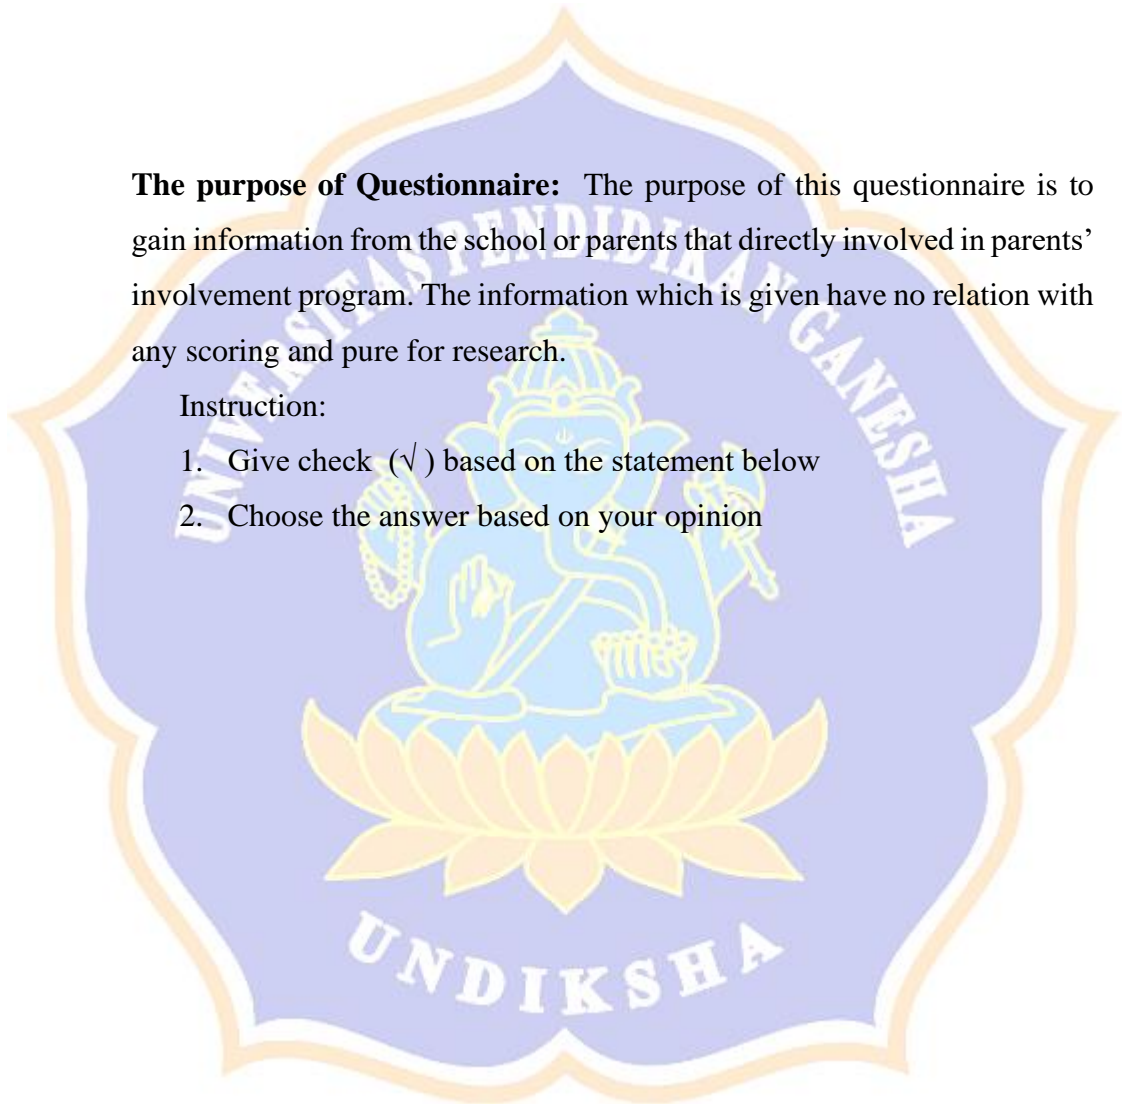 The purpose of Questionnaire: The purpose of this questionnaire is to
gain information from the school or parents that directly involved in parents’
involvement program. The information which is given have no relation with
any scoring and pure for research.
Instruction:
1. Give check (√ ) based on the statement below
2. Choose the answer based on your opinion
UNIVERSITAS PENDIDIKAN GANESHA
UNDIKSHA